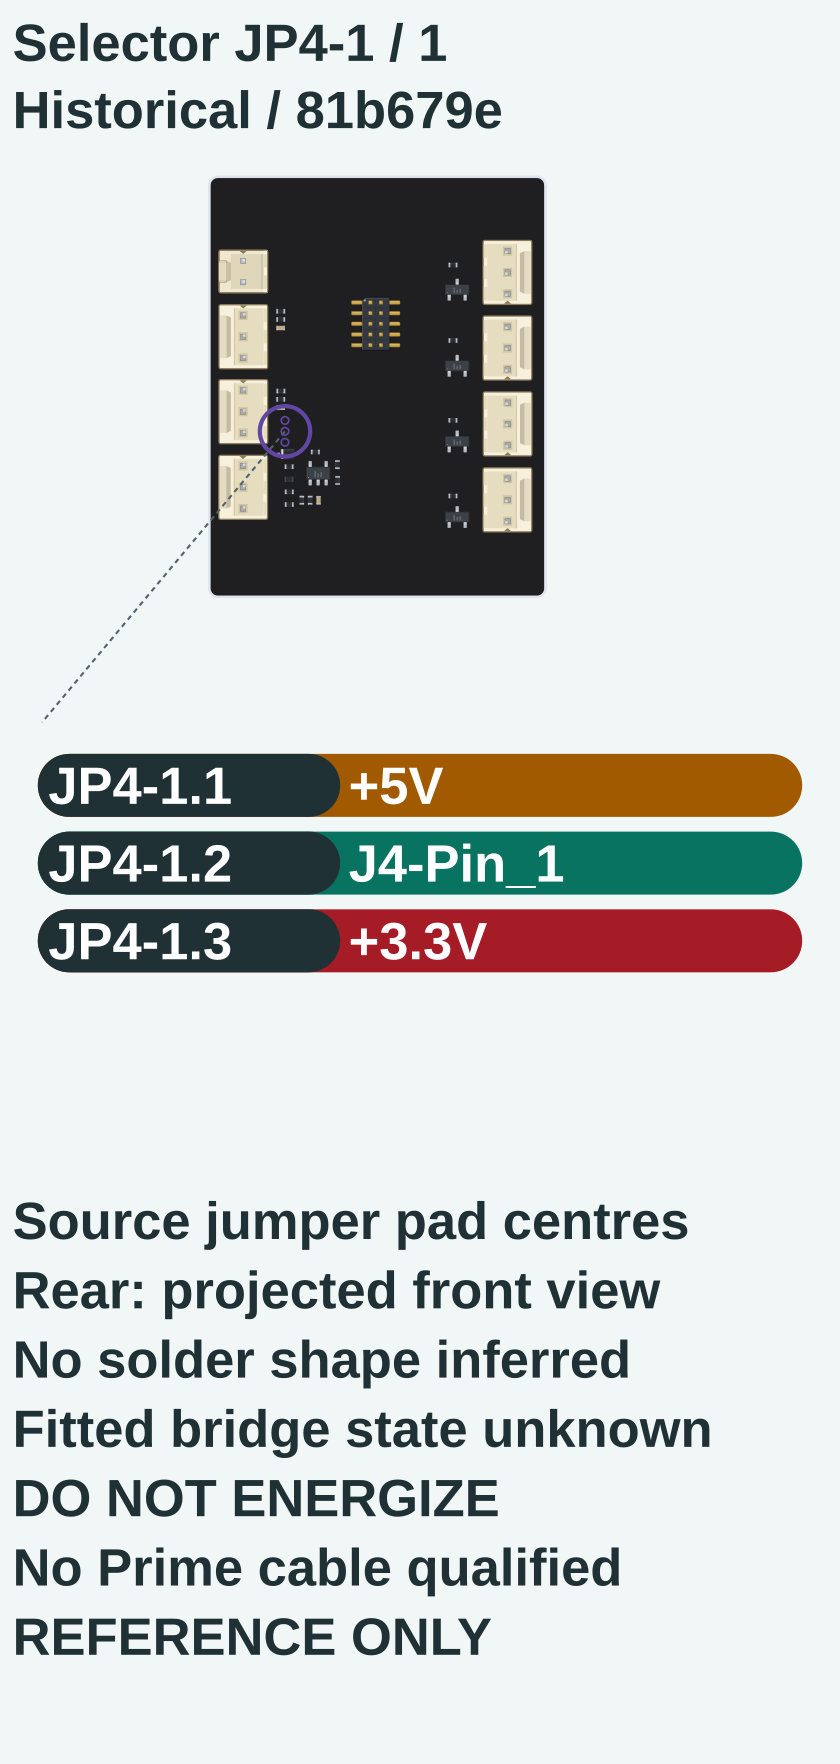 Selector JP4-1 / 1
Historical / 81b679e
JP4-1.1 +5V
JP4-1.2 J4-Pin_1
JP4-1.3 +3.3V
Source jumper pad centres
Rear: projected front view
No solder shape inferred
Fitted bridge state unknown
DO NOT ENERGIZE
No Prime cable qualified
REFERENCE ONLY